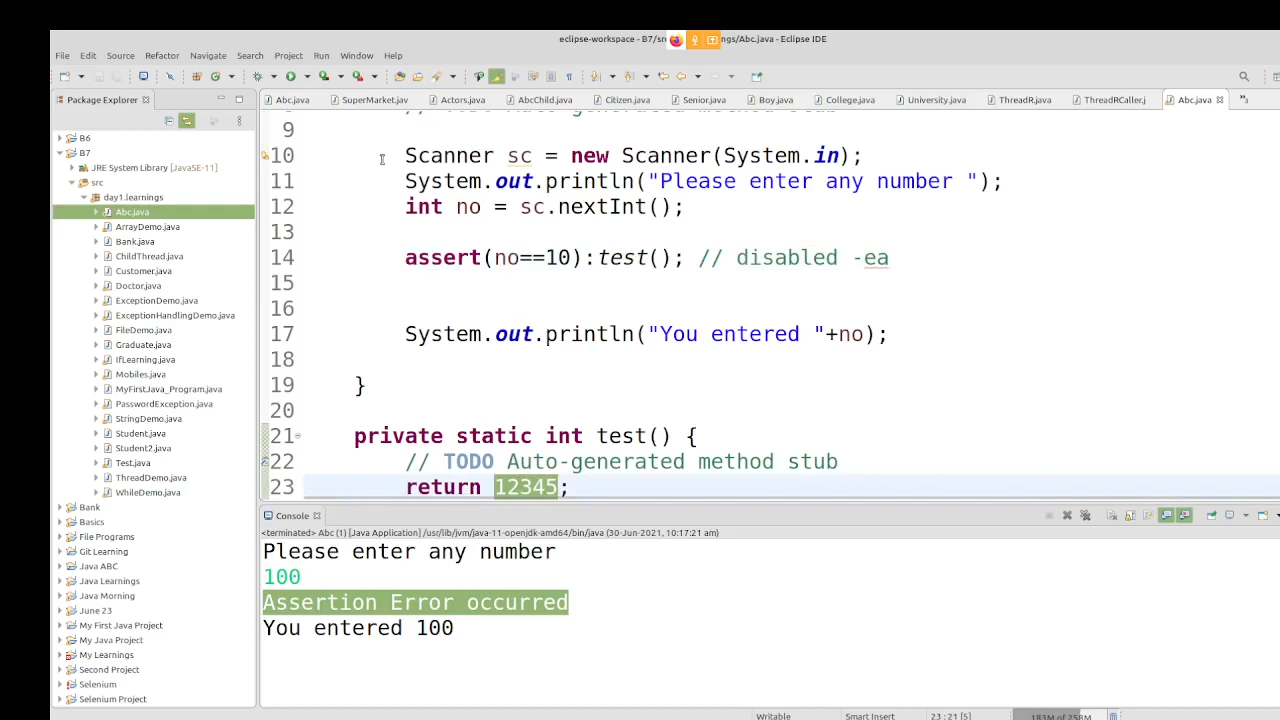 eclipse-workspace - B7/src ngs/Abc.java - Eclipse IDE
File Edit Source Refactor Navigate Search Project Run Window Help
Package Explorer
Abc.java SuperMarket.jav Actors.java AbcChild.java Citizen.java Senior.java Boy.java College.java University.java ThreadR.java ThreadRCaller.j Abc.java
B6
B7
JRE System Library [JavaSE-11]
src
day1.learnings
Abc.java
ArrayDemo.java
Bank.java
ChildThread.java
Customer.java
Doctor.java
ExceptionDemo.java
ExceptionHandlingDemo.java
FileDemo.java
Graduate.java
IfLearning.java
Mobiles.java
MyFirstJava_Program.java
PasswordException.java
StringDemo.java
Student.java
Student2.java
Test.java
ThreadDemo.java
WhileDemo.java
Bank
Basics
File Programs
Git Learning
Java ABC
Java Learnings
Java Morning
June 23
My First Java Project
My Java Project
My Learnings
Second Project
Selenium
Selenium Project
9
10 Scanner sc = new Scanner(System.in);
11 System.out.println("Please enter any number ");
12 int no = sc.nextInt();
13
14 assert(no==10):test(); // disabled -ea
15
16
17 System.out.println("You entered "+no);
18
19 }
20
21 private static int test() {
22 // TODO Auto-generated method stub
23 return 12345;
Console
<terminated> Abc (1) [Java Application] /usr/lib/jvm/java-11-openjdk-amd64/bin/java (30-Jun-2021, 10:17:21 am)
Please enter any number
100
Assertion Error occurred
You entered 100
Writable Smart Insert 23 : 21 [5] 183M of 258M